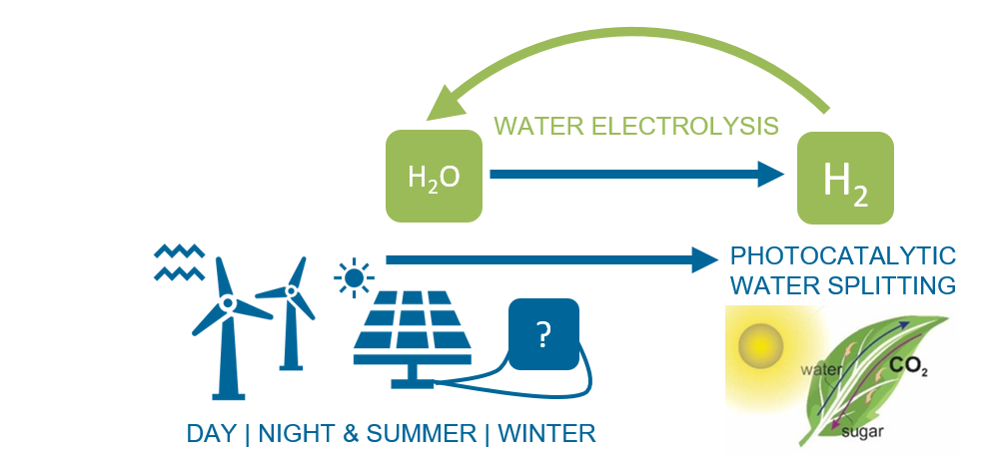 WATER ELECTROLYSIS
H₂O
H₂
PHOTOCATALYTIC
WATER SPLITTING
?
water
CO₂
sugar
DAY | NIGHT & SUMMER | WINTER